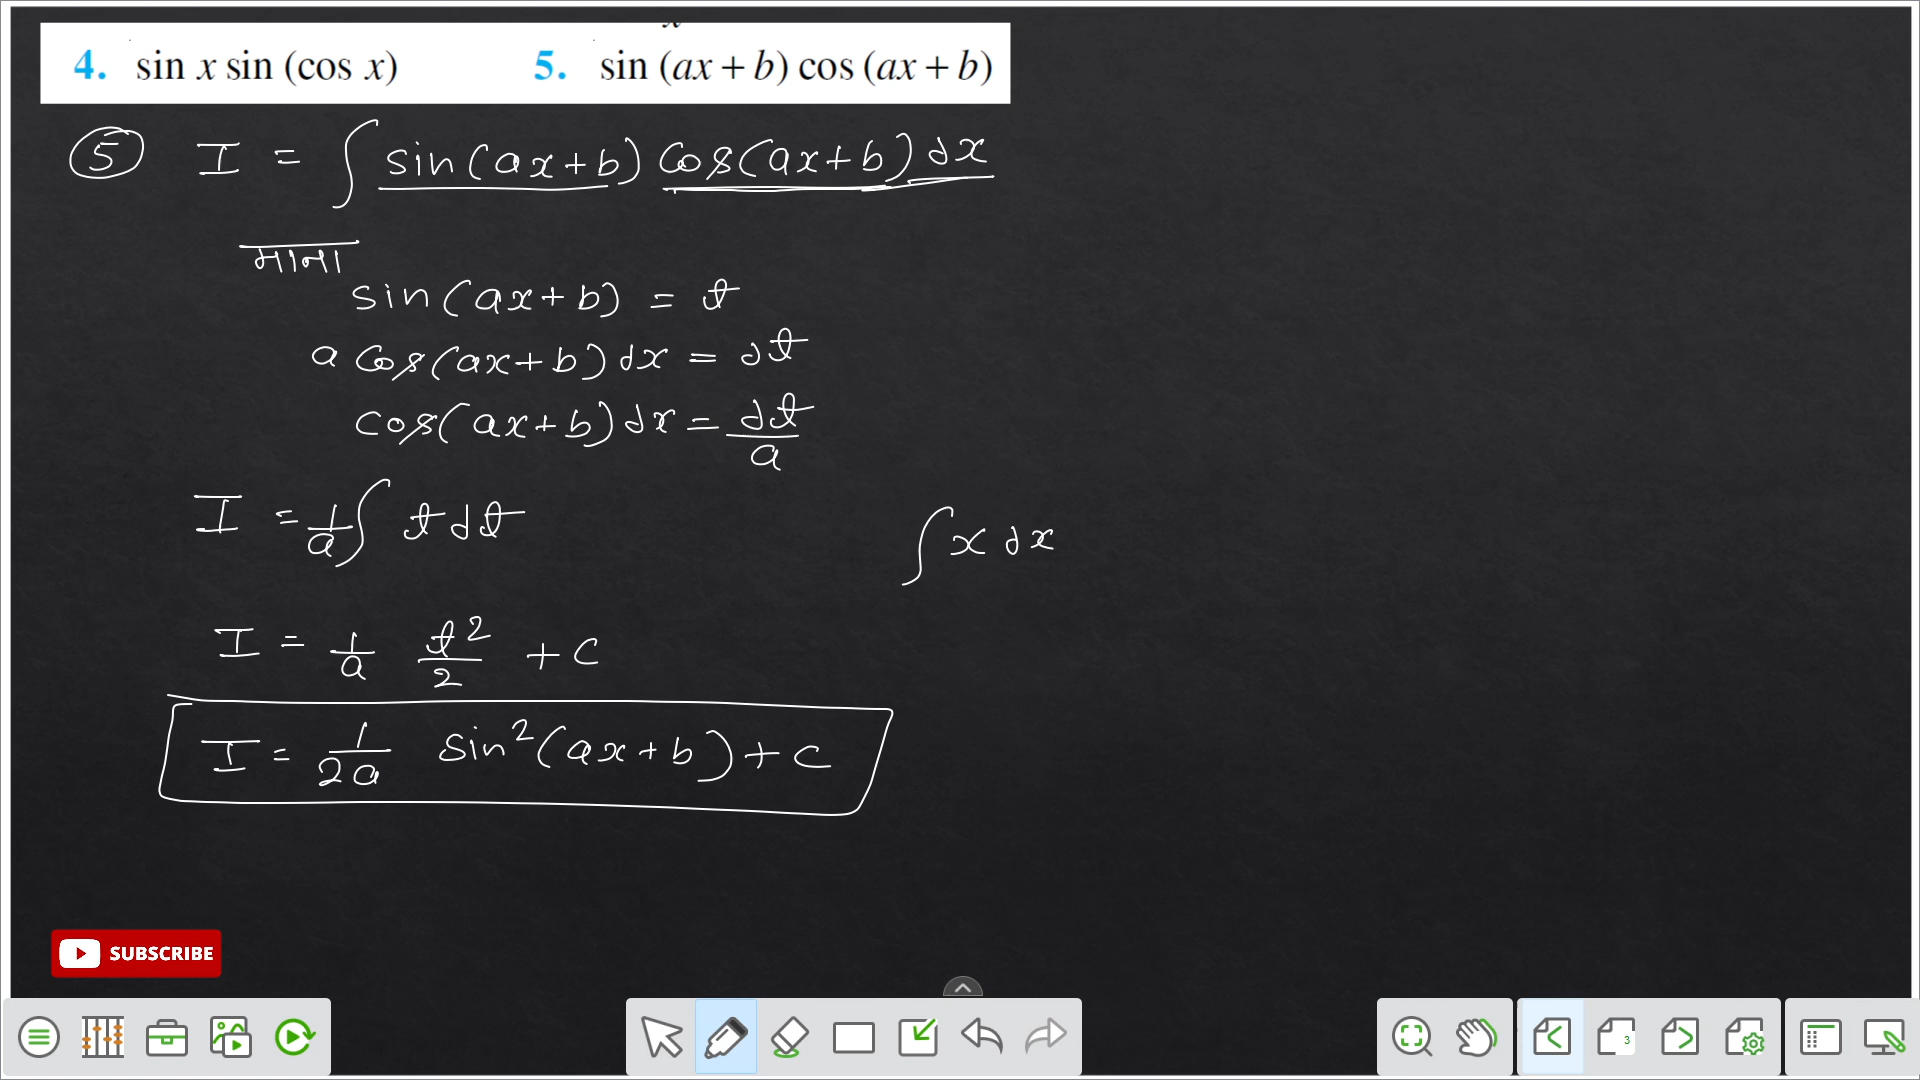 4. sin x sin (cos x) 5. sin (ax + b) cos (ax + b)
⑤ I = ∫ sin(ax+b) cos(ax+b) dx
माना
sin(ax+b) = t
a cos(ax+b) dx = dt
cos(ax+b) dx = dt/a
I = 1/a ∫ t dt
∫ x dx
I = 1/a t²/2 + c
I = 1/2a sin²(ax+b) + c
SUBSCRIBE
3